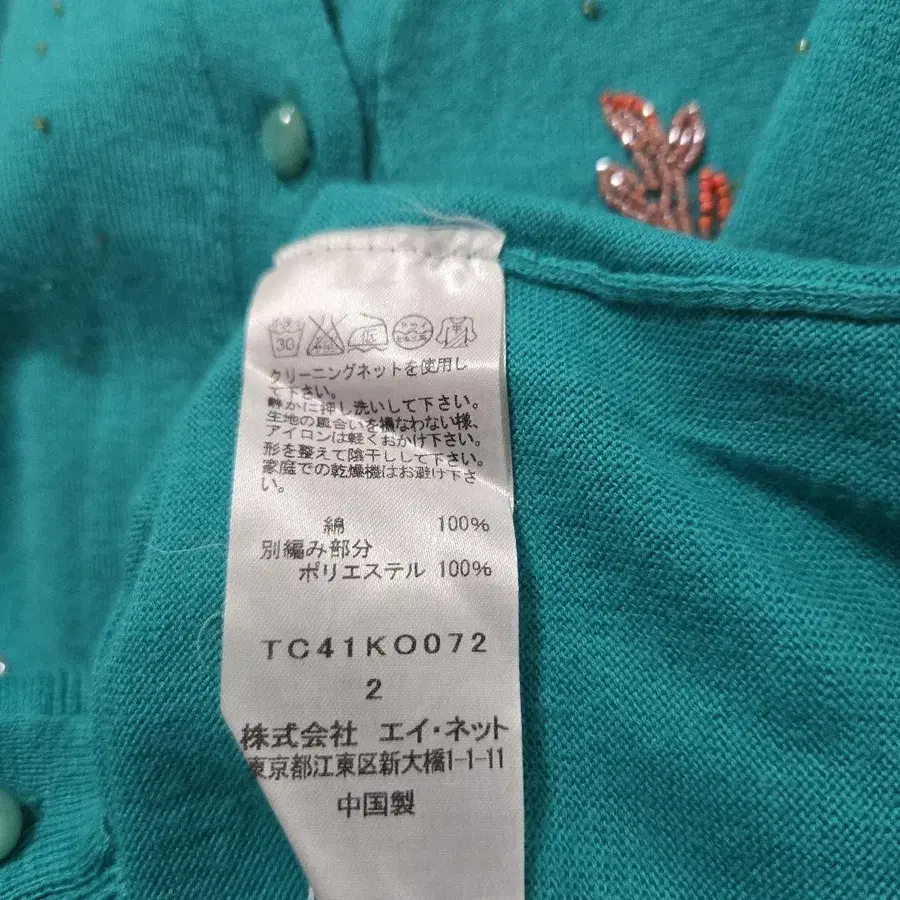 30
クリーニングネットを使用し
て下さい。
静かに押し洗いして下さい。
生地の風合いを損なわない様、
アイロンは軽くおかけ下さい。
形を整えて陰干しして下さい。
家庭での乾燥機はお避け下さ
い。
綿 100%
別編み部分
ポリエステル 100%
TC41KO072
2
株式会社 エイ・ネット
東京都江東区新大橋1-1-11
中国製